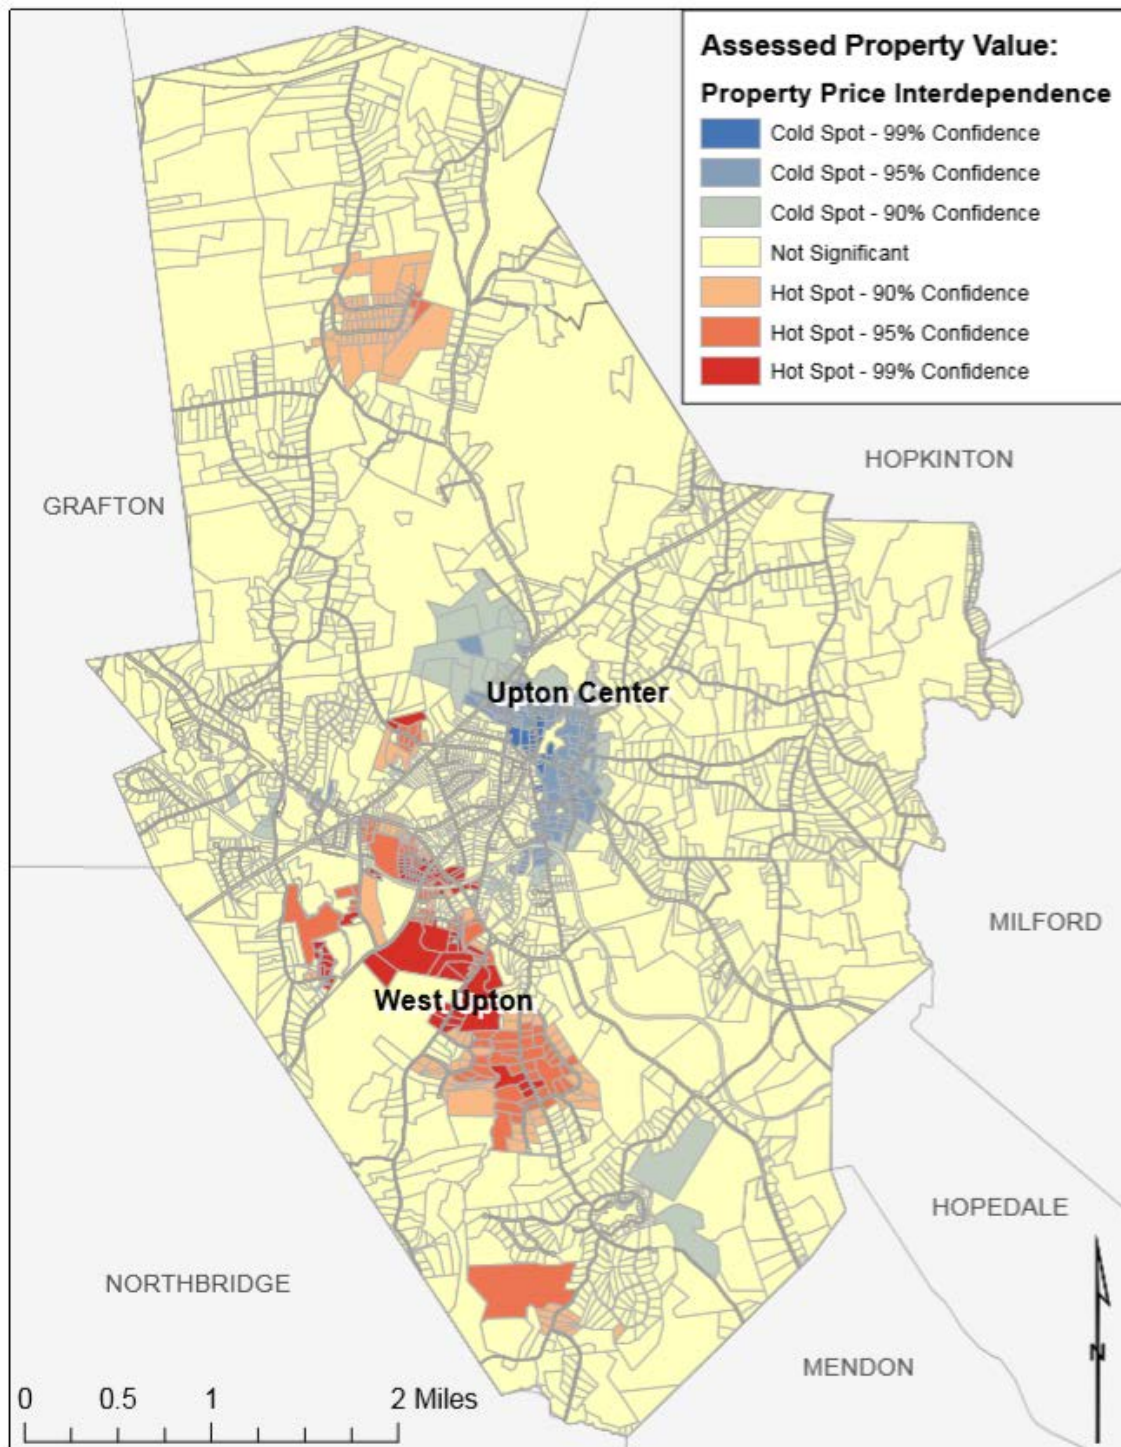 Assessed Property Value:
Property Price Interdependence
Cold Spot - 99% Confidence
Cold Spot - 95% Confidence
Cold Spot - 90% Confidence
Not Significant
Hot Spot - 90% Confidence
Hot Spot - 95% Confidence
Hot Spot - 99% Confidence
HOPKINTON
GRAFTON
Upton Center
MILFORD
West Upton
HOPEDALE
NORTHBRIDGE
N
MENDON
0 0.5 1 2 Miles